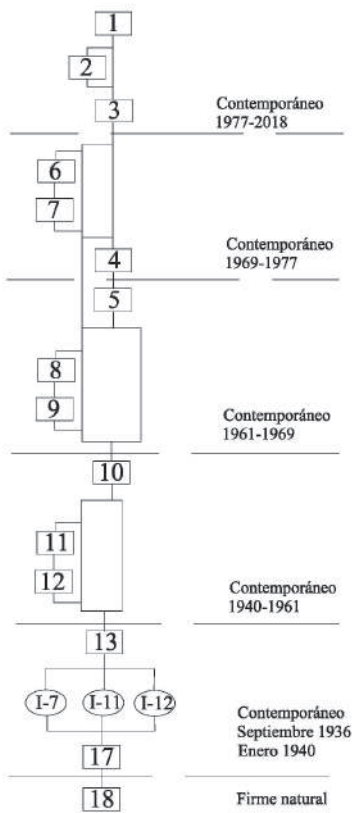 1
2
3
Contemporáneo
1977-2018
6
7
4
Contemporáneo
1969-1977
5
8
9
Contemporáneo
1961-1969
10
11
12
Contemporáneo
1940-1961
13
I-7
I-11
I-12
Contemporáneo
Septiembre 1936
Enero 1940
17
18
Firme natural